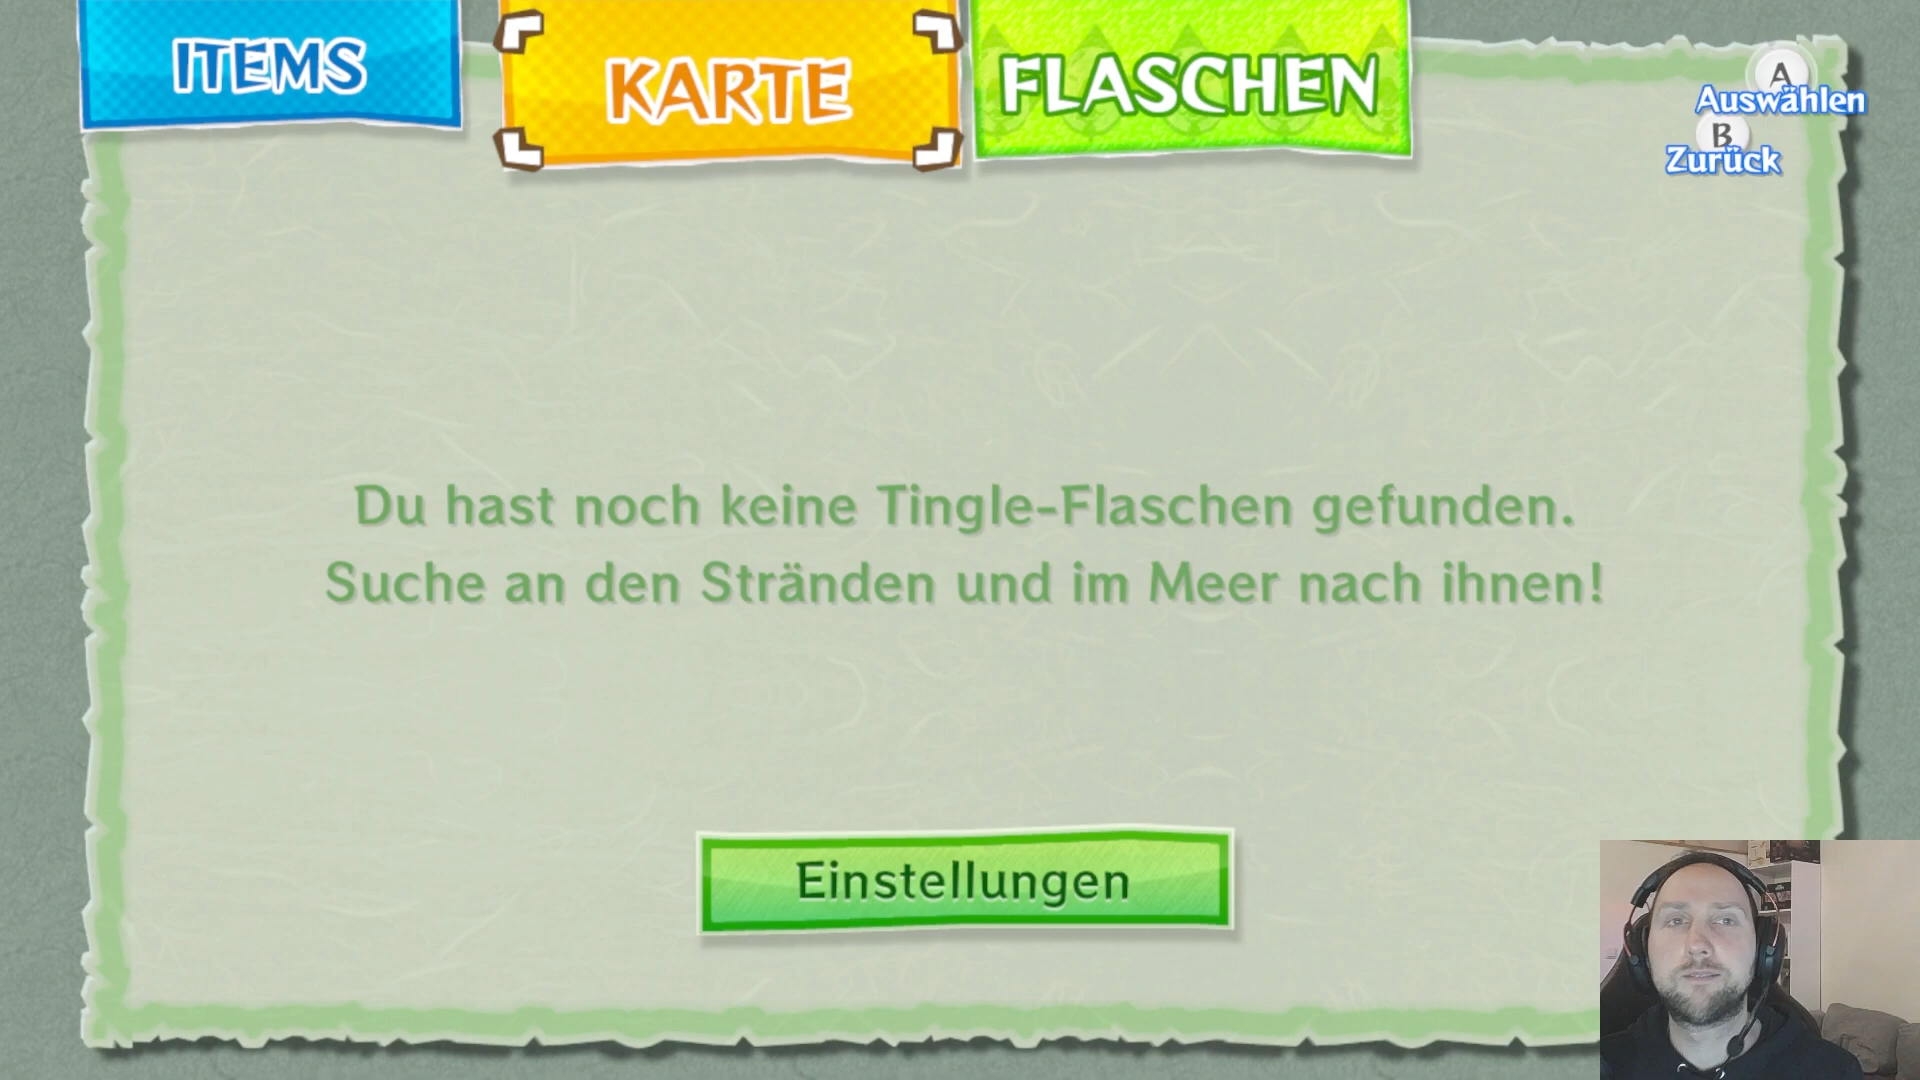 ITEMS
KARTE
FLASCHEN
A
Auswählen
B
Zurück
Du hast noch keine Tingle-Flaschen gefunden.
Suche an den Stränden und im Meer nach ihnen!
Einstellungen